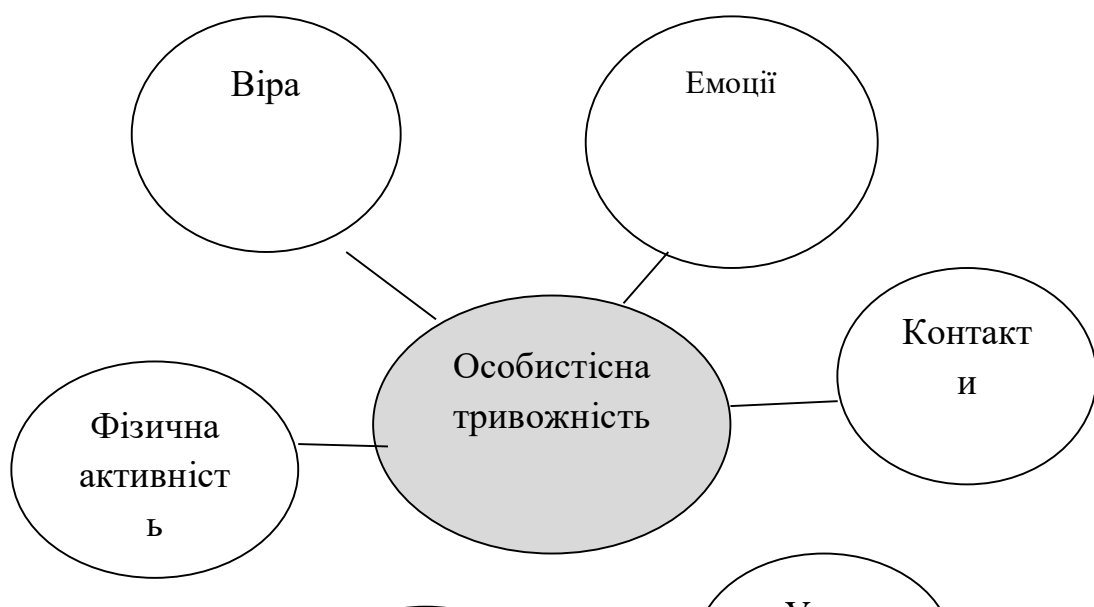 Віра
Емоції
Контакт
и
Особистісна
тривожність
Фізична
активніст
ь